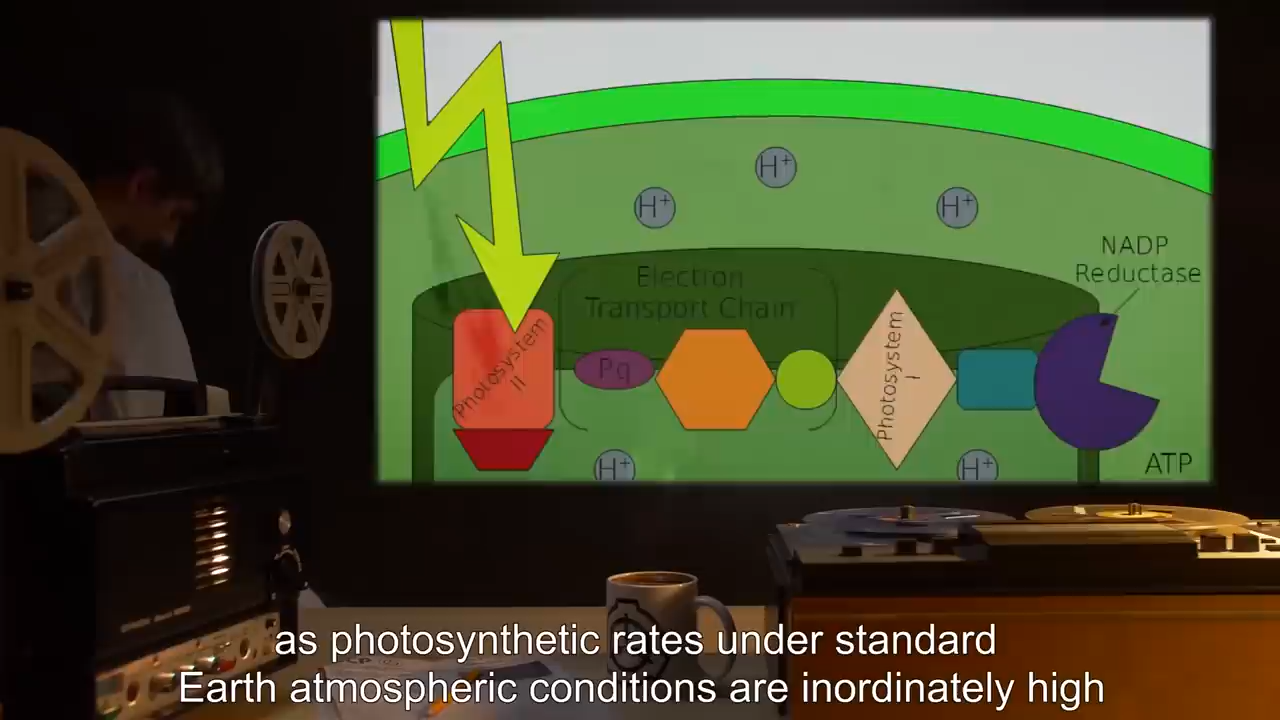 H+
H+
H+
NADP
Reductase
Electron
Transport Chain
Photosystem
II
Pq
Photosystem
I
ATP
H+
H+
as photosynthetic rates under standard
Earth atmospheric conditions are inordinately high